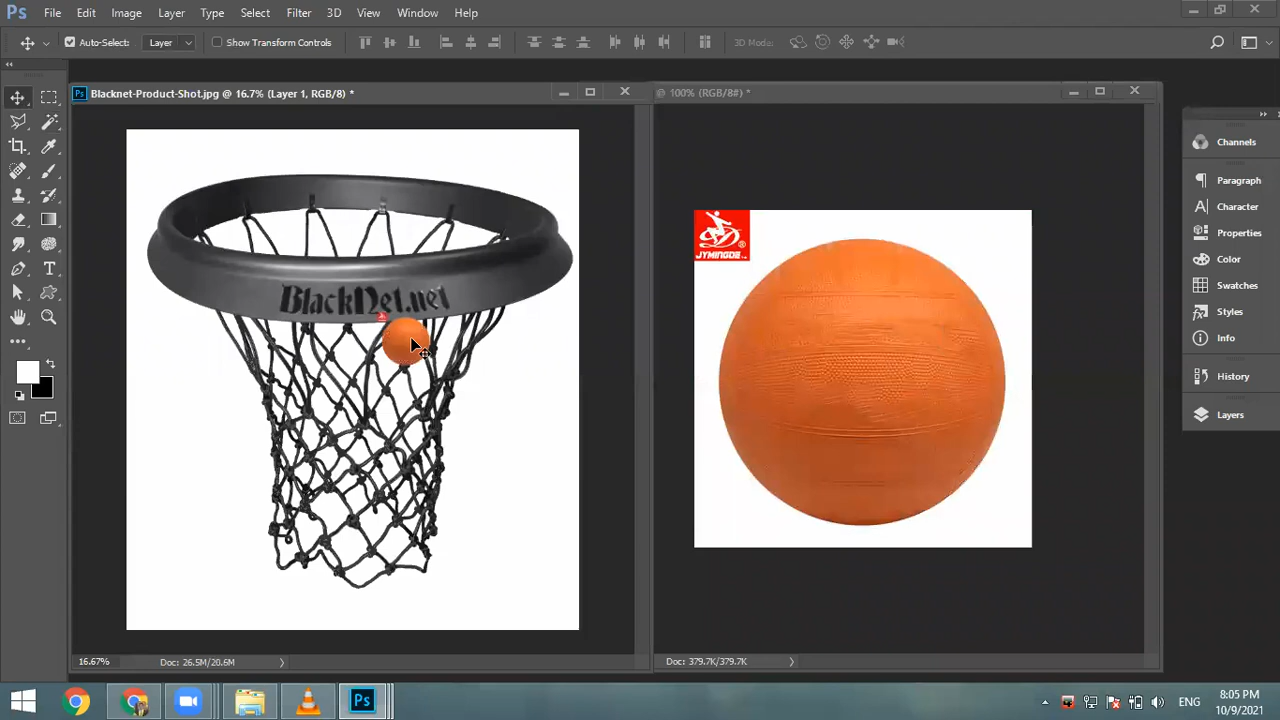 Ps File Edit Image Layer Type Select Filter 3D View Window Help
Auto-Select: Layer Show Transform Controls 3D Mode:
Ps Blacknet-Product-Shot.jpg @ 16.7% (Layer 1, RGB/8) *
@ 100% (RGB/8#) *
BlackNet.net
JYMINGDE
®
Channels
Paragraph
Character
Properties
Color
Swatches
Styles
Info
History
Layers
16.67% Doc: 26.5M/20.6M
Doc: 379.7K/379.7K
Ps
ENG
8:05 PM
10/9/2021